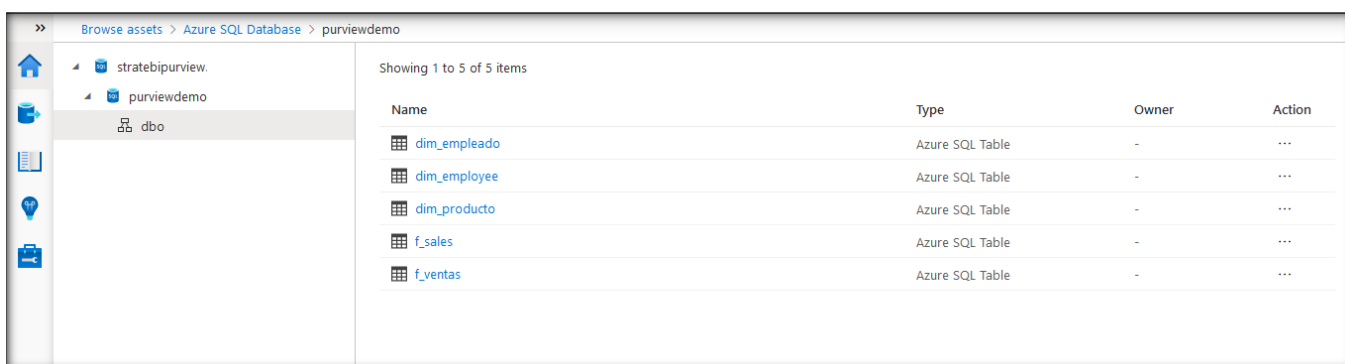 »
Browse assets > Azure SQL Database > purviewdemo
stratebipurview.
purviewdemo
dbo
Showing 1 to 5 of 5 items
Name Type Owner Action
dim_empleado Azure SQL Table - ...
dim_employee Azure SQL Table - ...
dim_producto Azure SQL Table - ...
f_sales Azure SQL Table - ...
f_ventas Azure SQL Table - ...